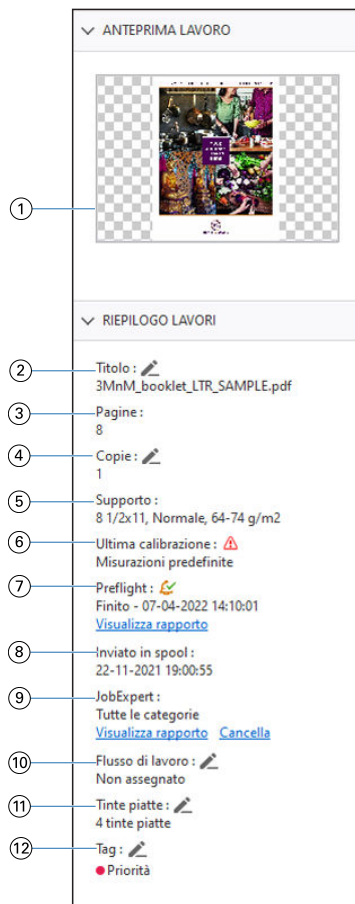 ANTEPRIMA LAVORO
1
RIEPILOGO LAVORI
2 Titolo :
3MnM_booklet_LTR_SAMPLE.pdf
3 Pagine :
8
4 Copie :
1
5 Supporto :
8 1/2x11, Normale, 64-74 g/m2
6 Ultima calibrazione :
Misurazioni predefinite
7 Preflight :
Finito - 07-04-2022 14:10:01
Visualizza rapporto
8 Inviato in spool :
22-11-2021 19:00:55
9 JobExpert :
Tutte le categorie
Visualizza rapporto Cancella
10 Flusso di lavoro :
Non assegnato
11 Tinte piatte :
4 tinte piatte
12 Tag :
Priorità